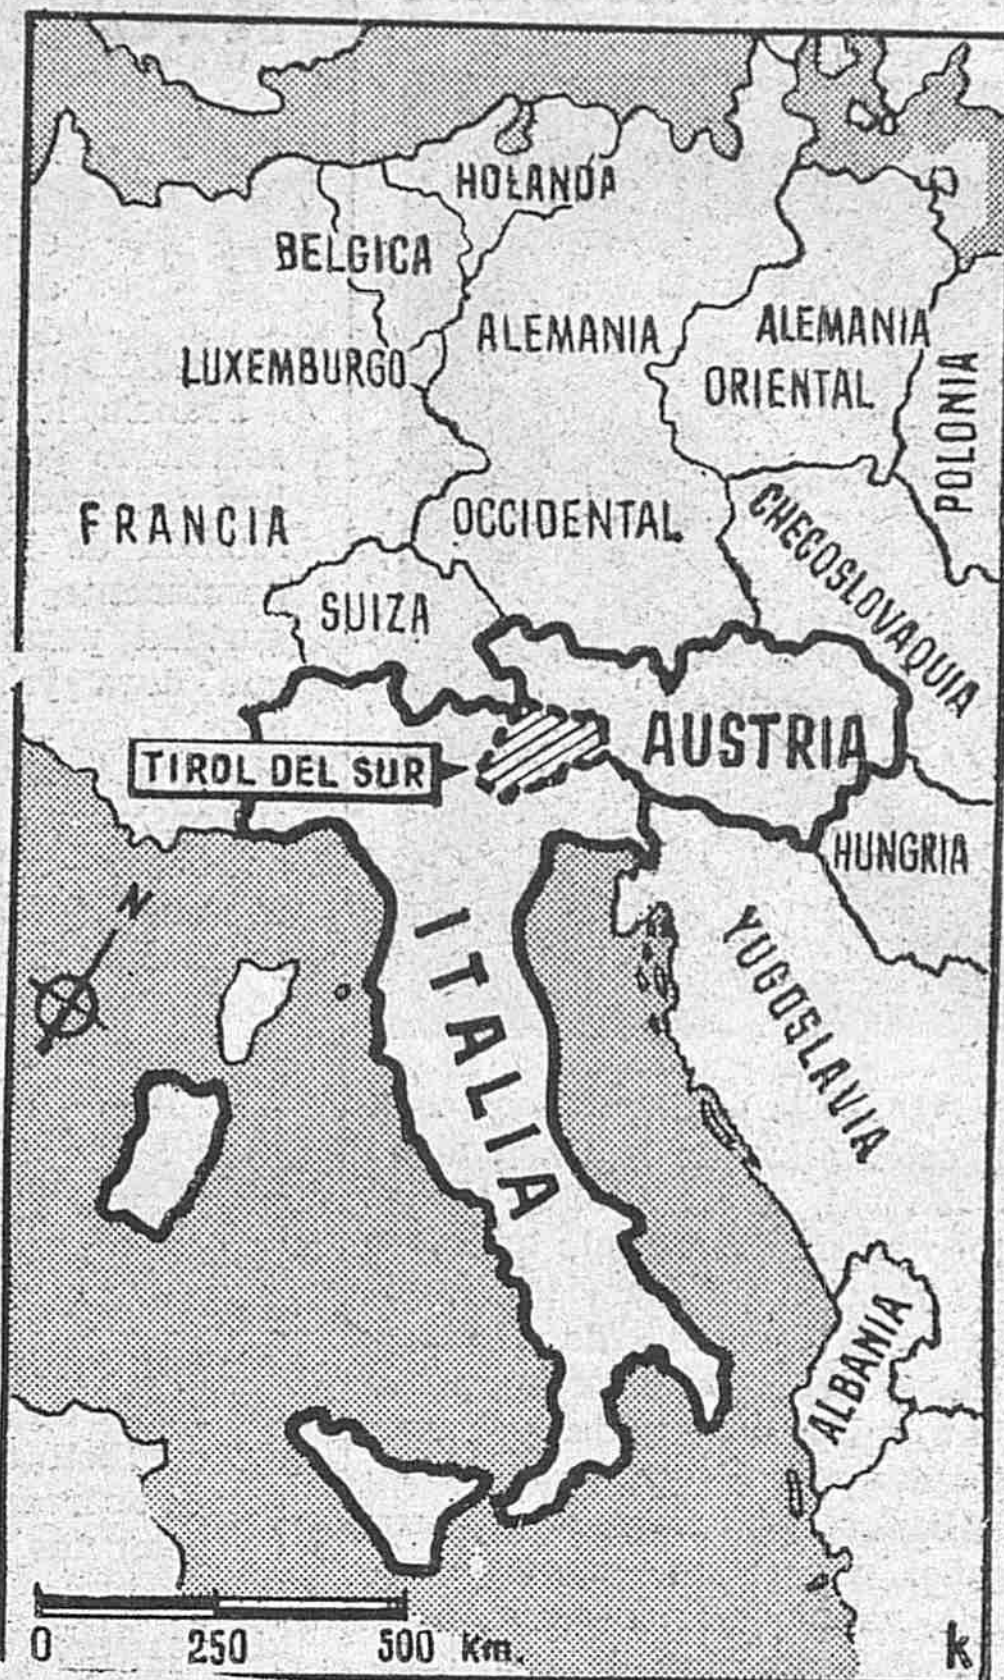 HOLANDA
BELGICA
ALEMANIA
ALEMANIA
ORIENTAL
LUXEMBURGO
POLONIA
FRANCIA
OCCIDENTAL
CHECOSLOVAQUIA
SUIZA
AUSTRIA
TIROL DEL SUR
HUNGRIA
N
ITALIA
YUGOSLAVIA
ALBANIA
0 250 500 km.
k